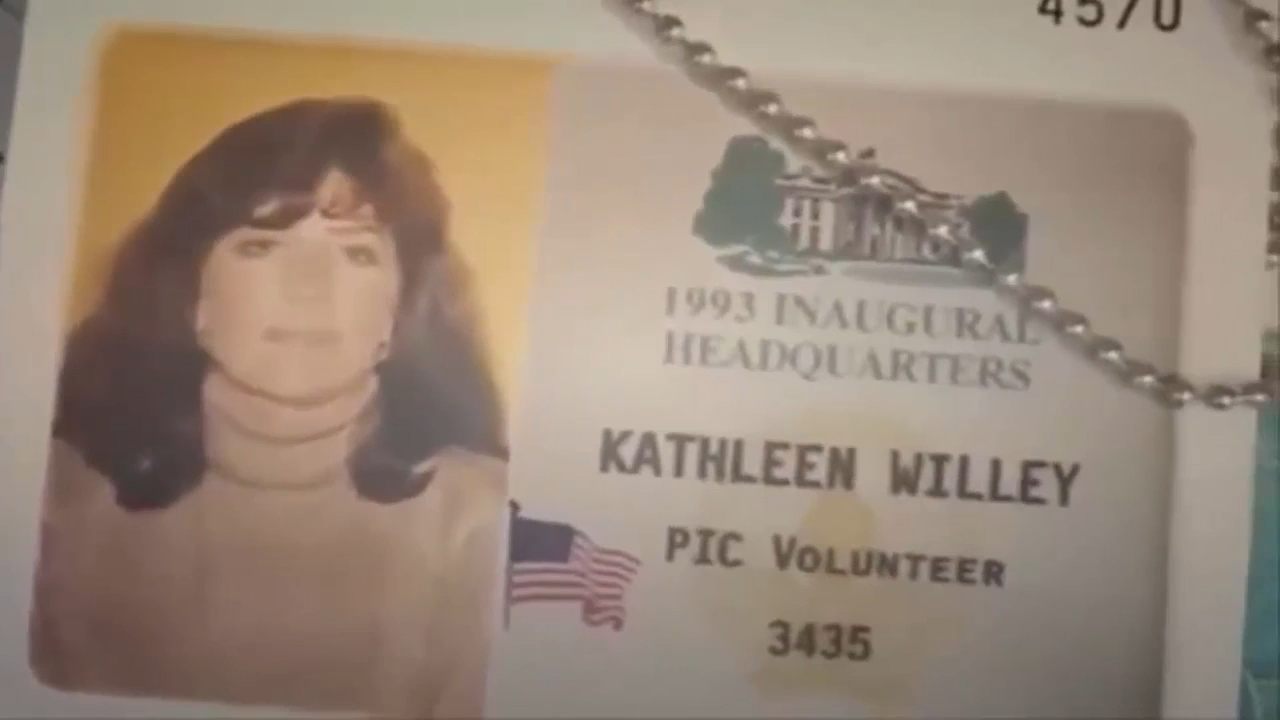 4570
1993 INAUGURAL
HEADQUARTERS
KATHLEEN WILLEY
PIC VOLUNTEER
3435